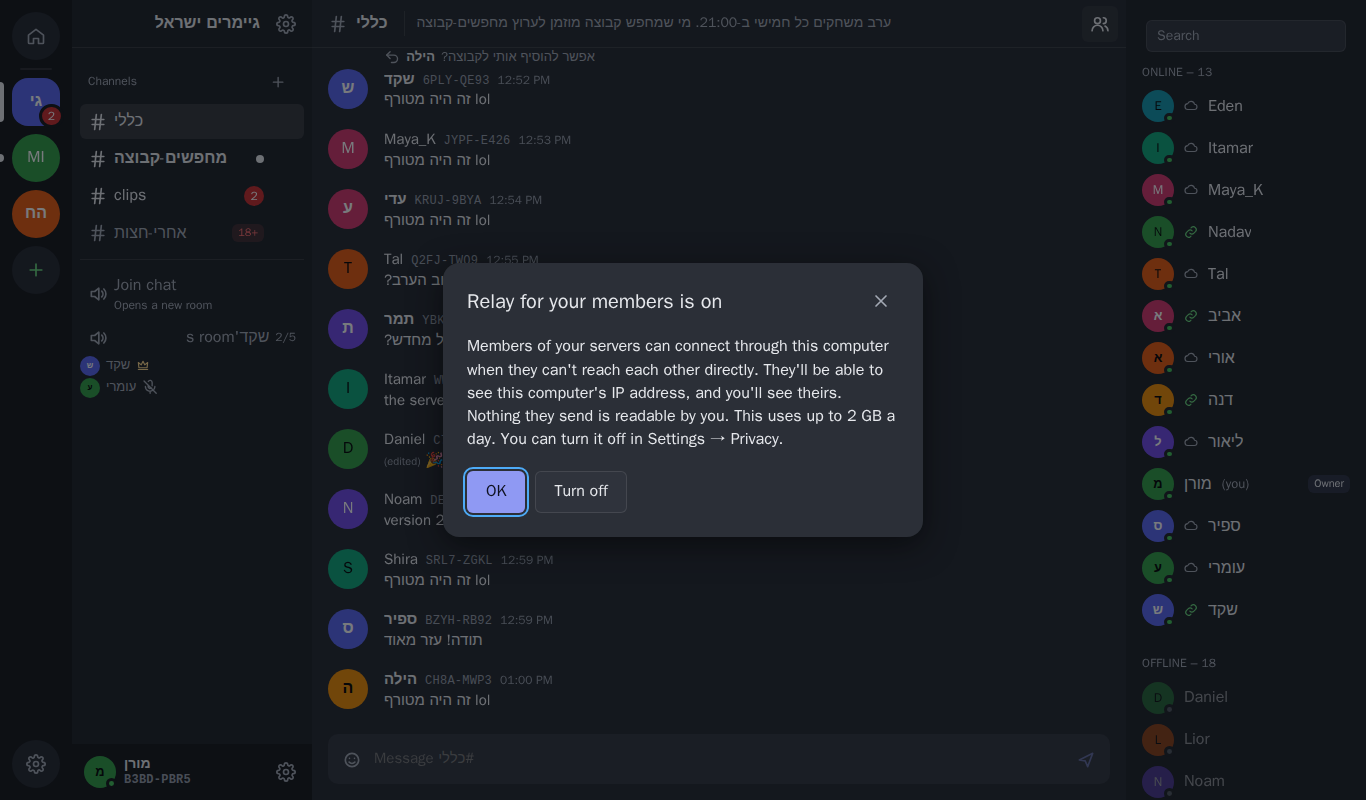 גי
2
MI
הח
גיימרים ישראל
Channels
כללי
מחפשים-קבוצה
clips
2
אחרי-חצות
18+
Join chat
Opens a new room
שקד's room
2/5
ש
שקד
ע
עומרי
מ
מורן
B3BD-PBR5
כללי
ערב משחקים כל חמישי ב-21:00. מי שמחפש קבוצה מוזמן לערוץ מחפשים-קבוצה
הילה אפשר להוסיף אותי לקבוצה?
ש
שקד 6PLY-QE93 12:52 PM
זה היה מטורף lol
M
Maya_K JYPF-E426 12:53 PM
זה היה מטורף lol
ע
עדי KRUJ-9BYA 12:54 PM
זה היה מטורף lol
T
Tal Q2FJ-TWO9 12:55 PM
הערב?
ת
תמר YBK
מחדש?
I
Itamar
the serve
D
Daniel
(edited) 🎉
N
Noam DE
version 2
S
Shira SRL7-ZGKL 12:59 PM
זה היה מטורף lol
ס
ספיר BZYH-RB92 12:59 PM
תודה! עזר מאוד
ה
הילה CH8A-MWP3 01:00 PM
זה היה מטורף lol
Message #כללי
Relay for your members is on
Members of your servers can connect through this computer
when they can't reach each other directly. They'll be able to
see this computer's IP address, and you'll see theirs.
Nothing they send is readable by you. This uses up to 2 GB a
day. You can turn it off in Settings → Privacy.
OK
Turn off
Search
ONLINE – 13
E
Eden
I
Itamar
M
Maya_K
N
Nadav
T
Tal
א
אביב
א
אורי
ד
דנה
ל
ליאור
מ
מורן (you)
Owner
ס
ספיר
ע
עומרי
ש
שקד
OFFLINE – 18
D
Daniel
L
Lior
N
Noam